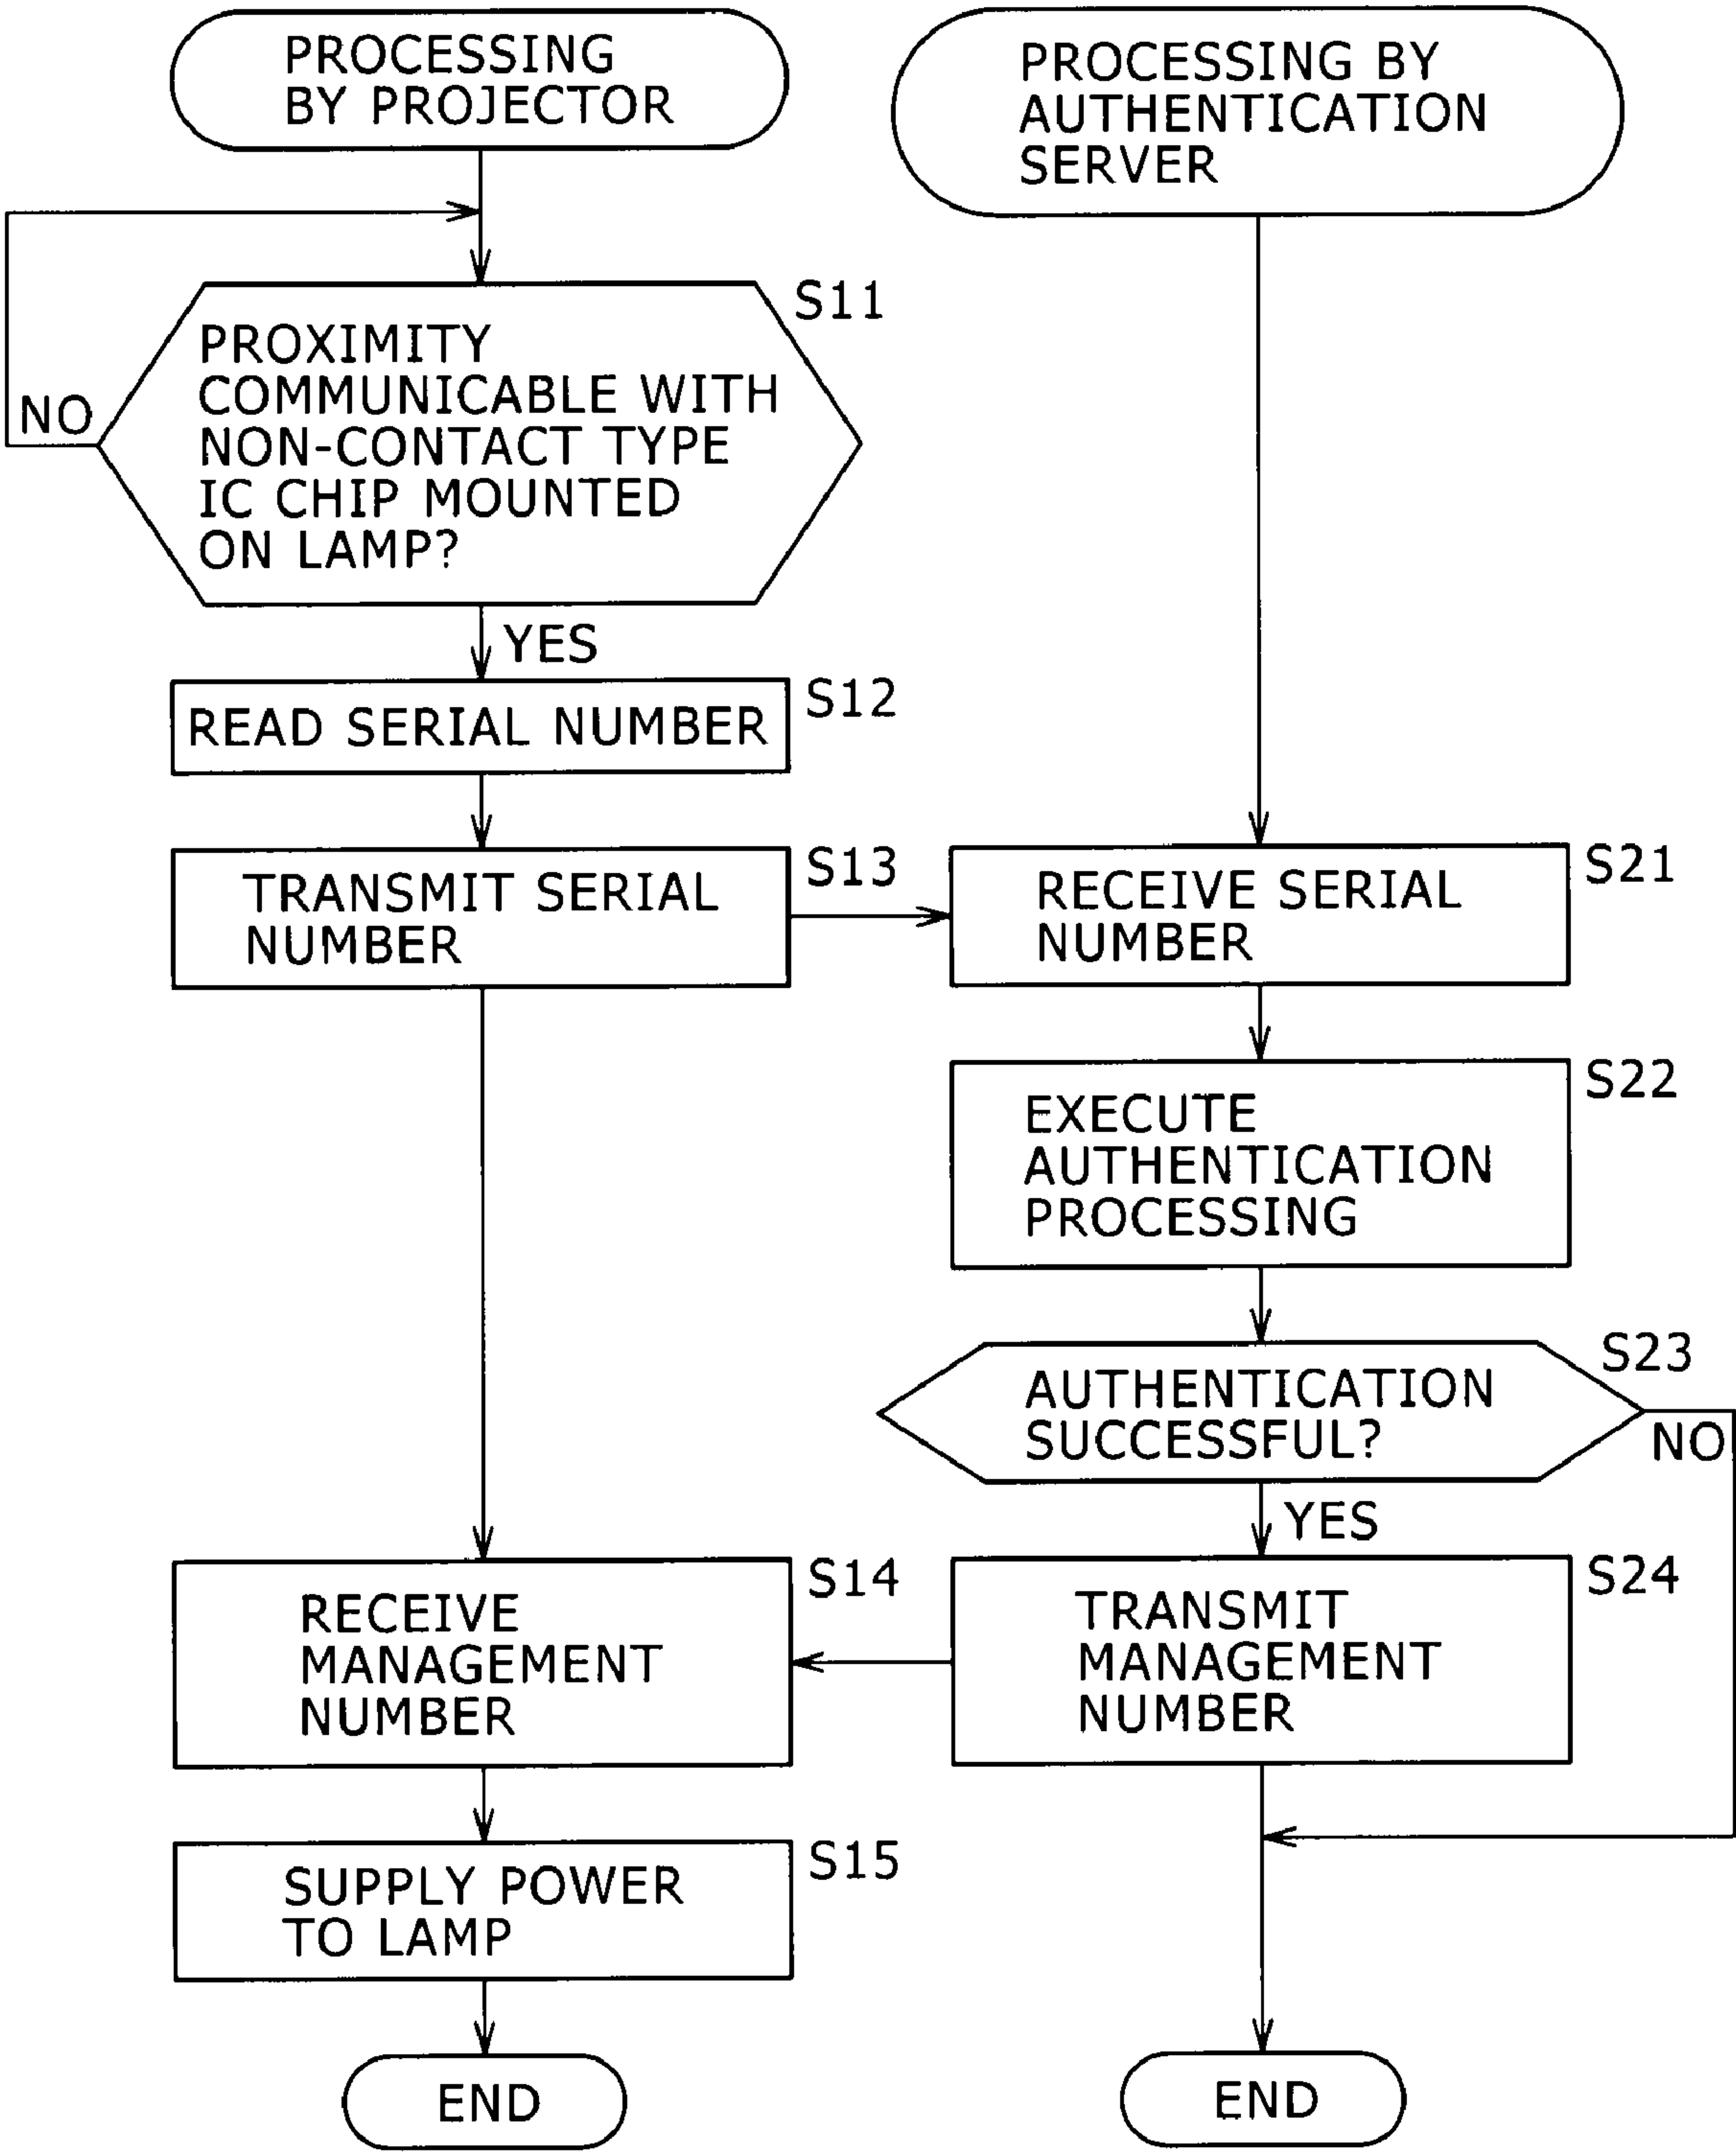 PROCESSING
BY PROJECTOR
PROCESSING BY
AUTHENTICATION
SERVER
S11
PROXIMITY
COMMUNICABLE WITH
NON-CONTACT TYPE
IC CHIP MOUNTED
ON LAMP?
NO
YES
S12
READ SERIAL NUMBER
S13
TRANSMIT SERIAL
NUMBER
S21
RECEIVE SERIAL
NUMBER
S22
EXECUTE
AUTHENTICATION
PROCESSING
S23
AUTHENTICATION
SUCCESSFUL?
NO
YES
S14
RECEIVE
MANAGEMENT
NUMBER
S24
TRANSMIT
MANAGEMENT
NUMBER
S15
SUPPLY POWER
TO LAMP
END
END